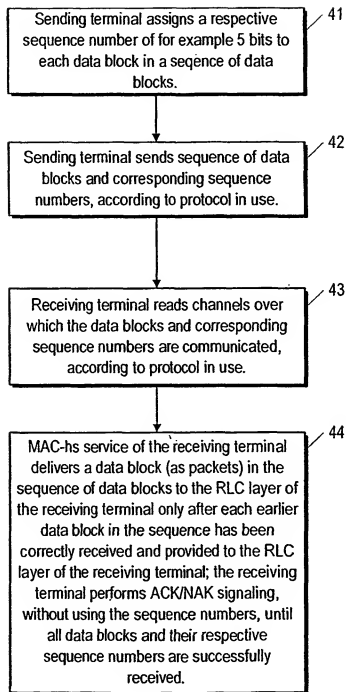 41
Sending terminal assigns a respective
sequence number of for example 5 bits to
each data block in a seqence of data
blocks.
42
Sending terminal sends sequence of data
blocks and corresponding sequence
numbers, according to protocol in use.
43
Receiving terminal reads channels over
which the data blocks and corresponding
sequence numbers are communicated,
according to protocol in use.
44
MAC-hs service of the receiving terminal
delivers a data block (as packets) in the
sequence of data blocks to the RLC layer of
the receiving terminal only after each earlier
data block in the sequence has been
correctly received and provided to the RLC
layer of the receiving terminal; the receiving
terminal performs ACK/NAK signaling,
without using the sequence numbers, until
all data blocks and their respective
sequence numbers are successfully
received.